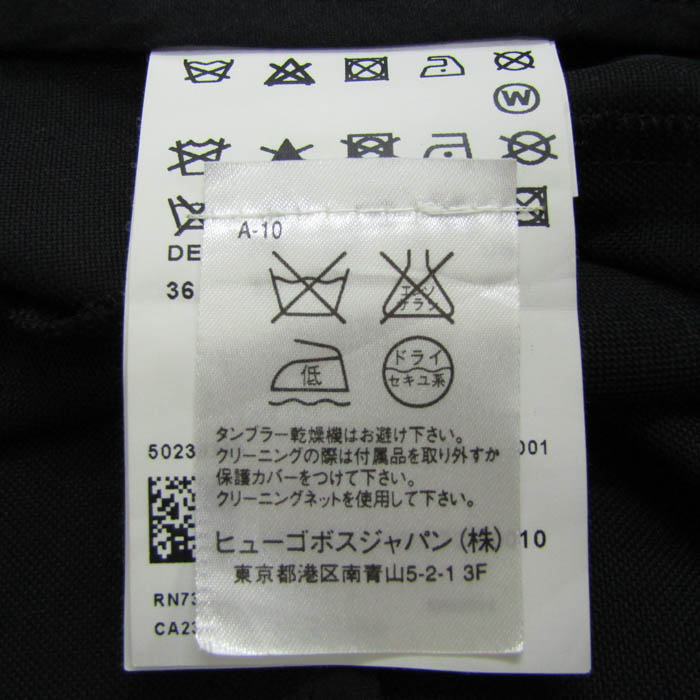 W
A-10
DE
36
エンソ
チラシ
低
ドライ
セキユ系
タンブラー乾燥機はお避け下さい。
クリーニングの際は付属品を取り外すか
保護カバーをつけて下さい。
クリーニングネットを使用して下さい。
5023
001
ヒューゴボスジャパン(株)
010
東京都港区南青山5-2-1 3F
RN73
CA23